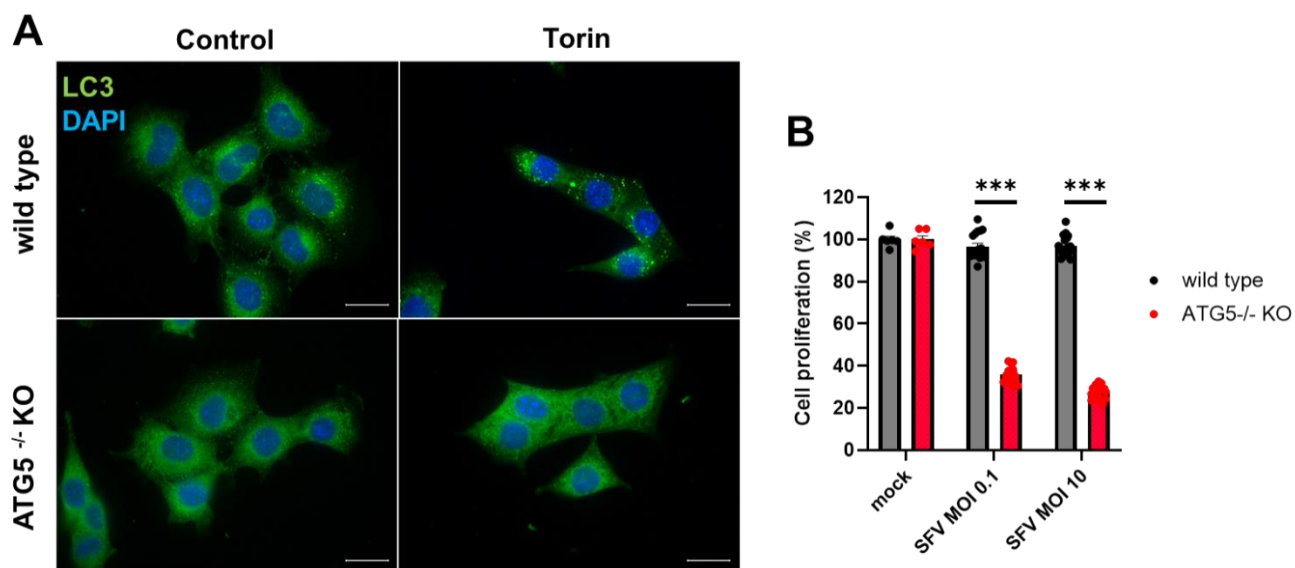 A
Control
Torin
LC3
DAPI
wild type
ATG5 -/- KO
B
Cell proliferation (%)
120
100
80
60
40
20
0
***
***
mock
SFV MOI 0.1
SFV MOI 10
wild type
ATG5-/- KO